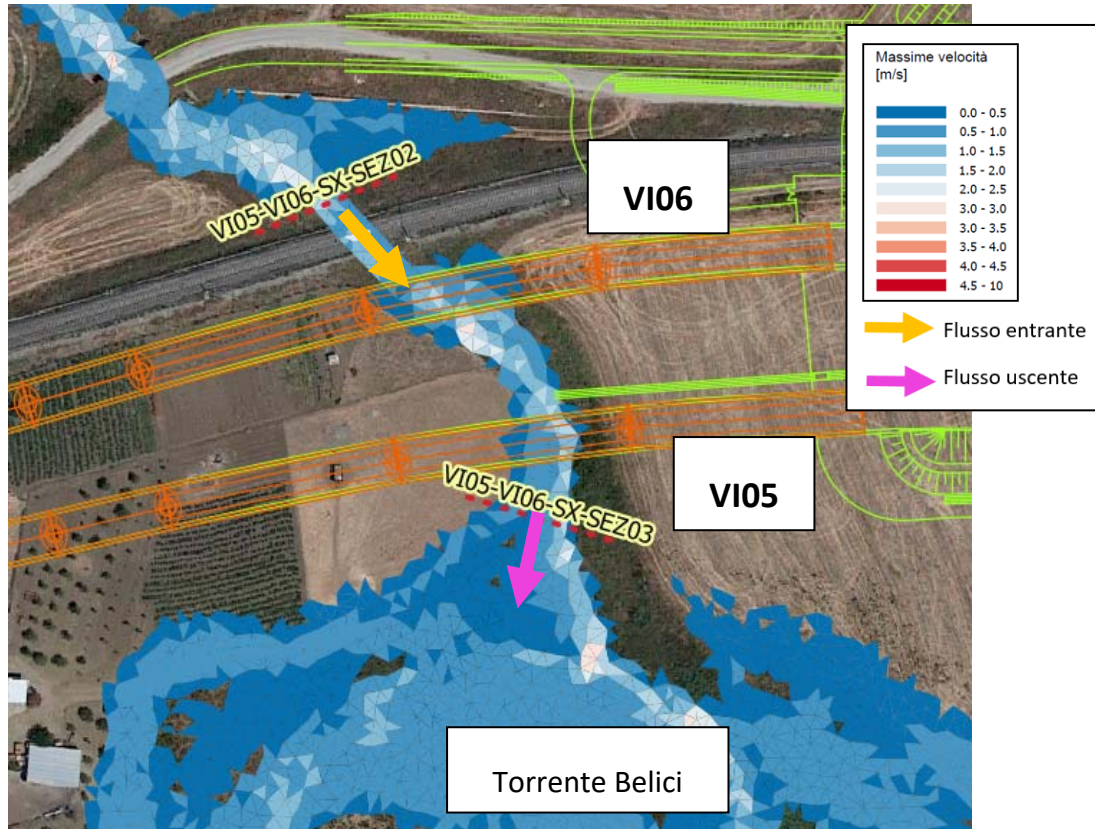 Massime velocità
[m/s]
0.0 - 0.5
0.5 - 1.0
1.0 - 1.5
1.5 - 2.0
2.0 - 2.5
3.0 - 3.0
3.0 - 3.5
3.5 - 4.0
4.0 - 4.5
4.5 - 10
Flusso entrante
Flusso uscente
VI05-VI06-SX-SEZ02
VI06
VI05-VI06-SX-SEZ03
VI05
Torrente Belici